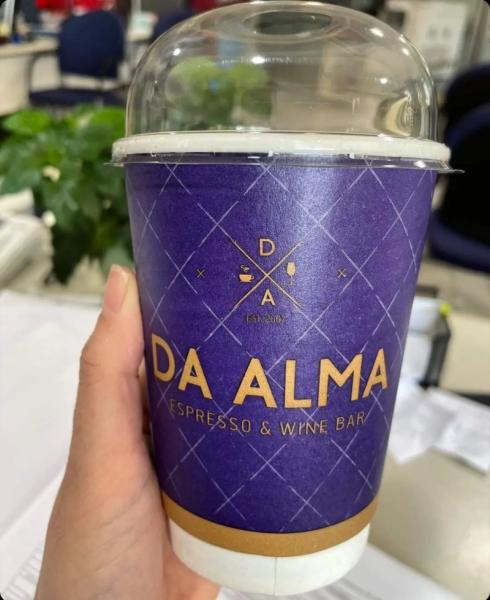 D
A
DA ALMA
ESPRESSO & WINE BAR